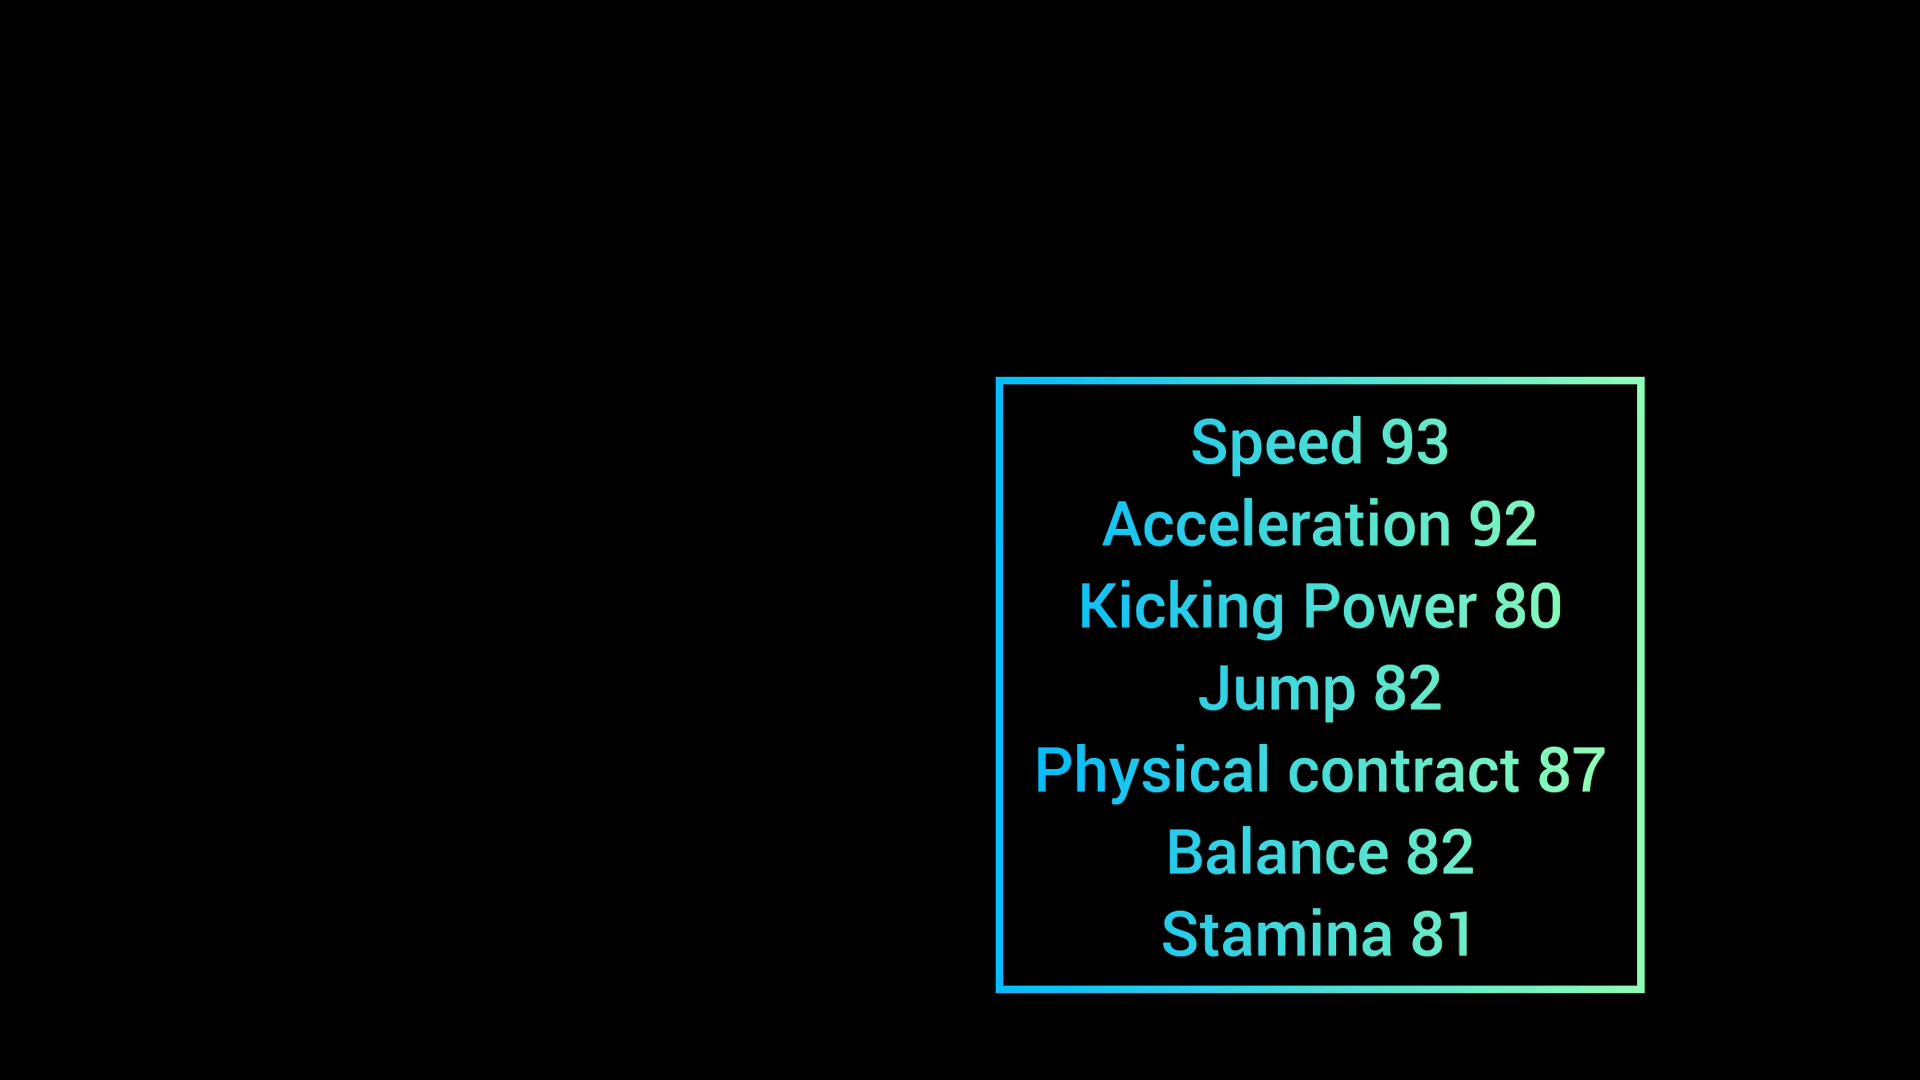 Speed 93
Acceleration 92
Kicking Power 80
Jump 82
Physical contract 87
Balance 82
Stamina 81